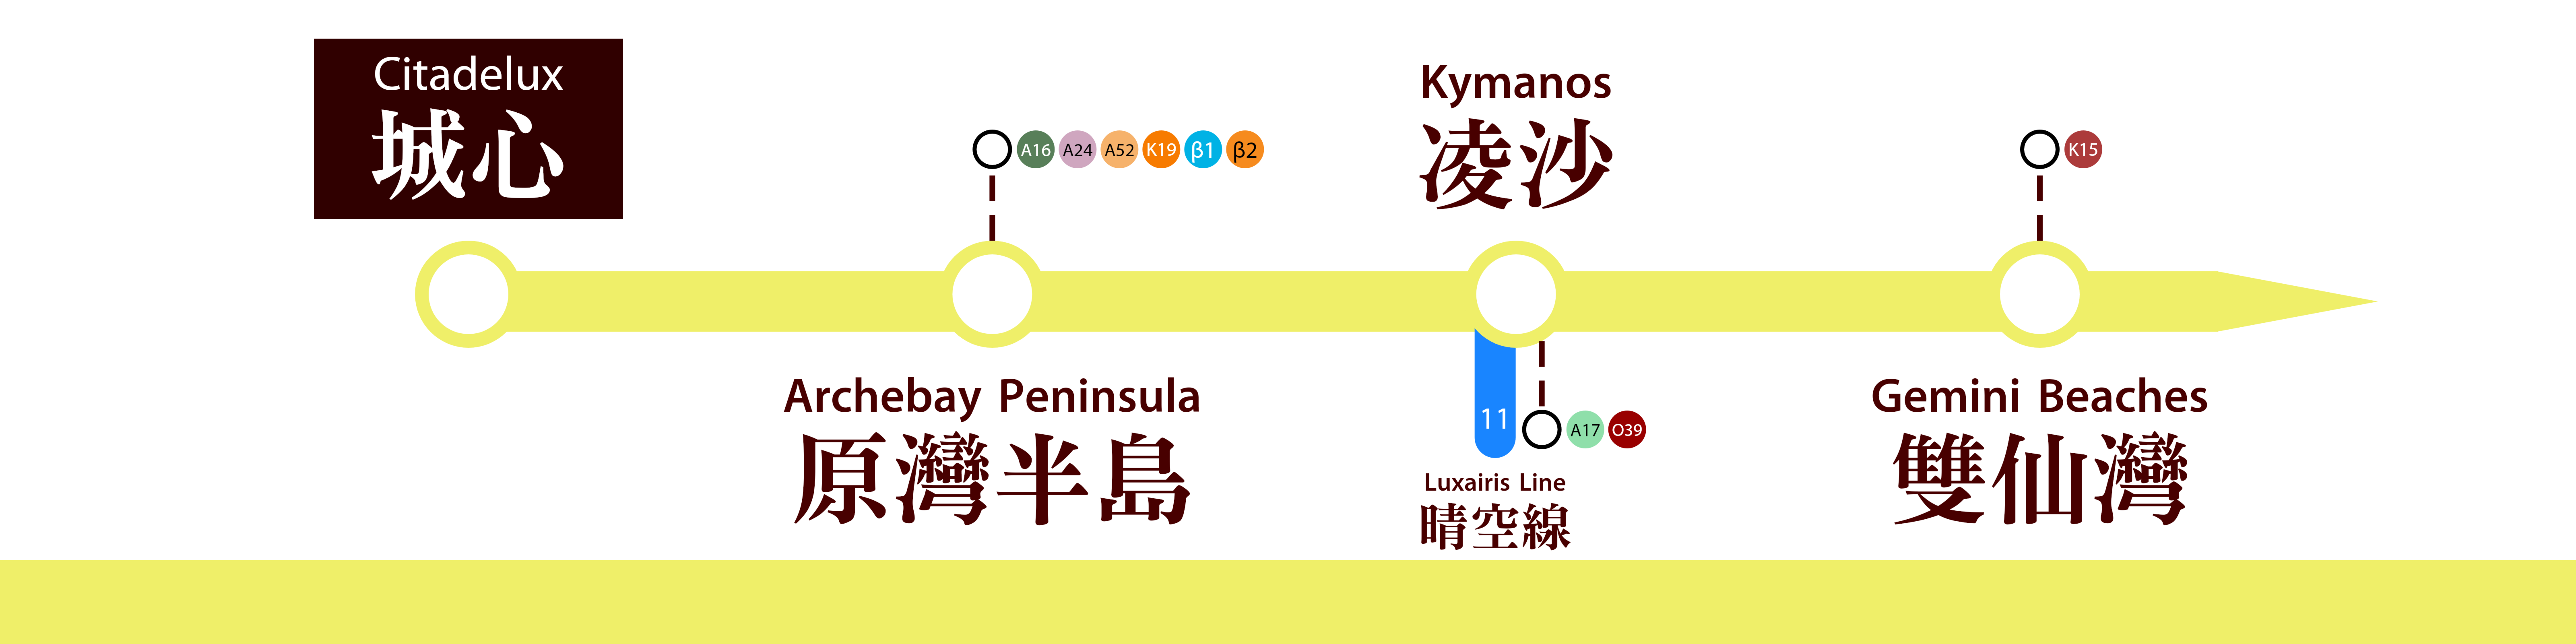 Citadelux
城心
A16 A24 A52 K19 β1 β2
Archebay Peninsula
原灣半島
Kymanos
凌沙
11
A17 O39
Luxairis Line
晴空線
K15
Gemini Beaches
雙仙灣